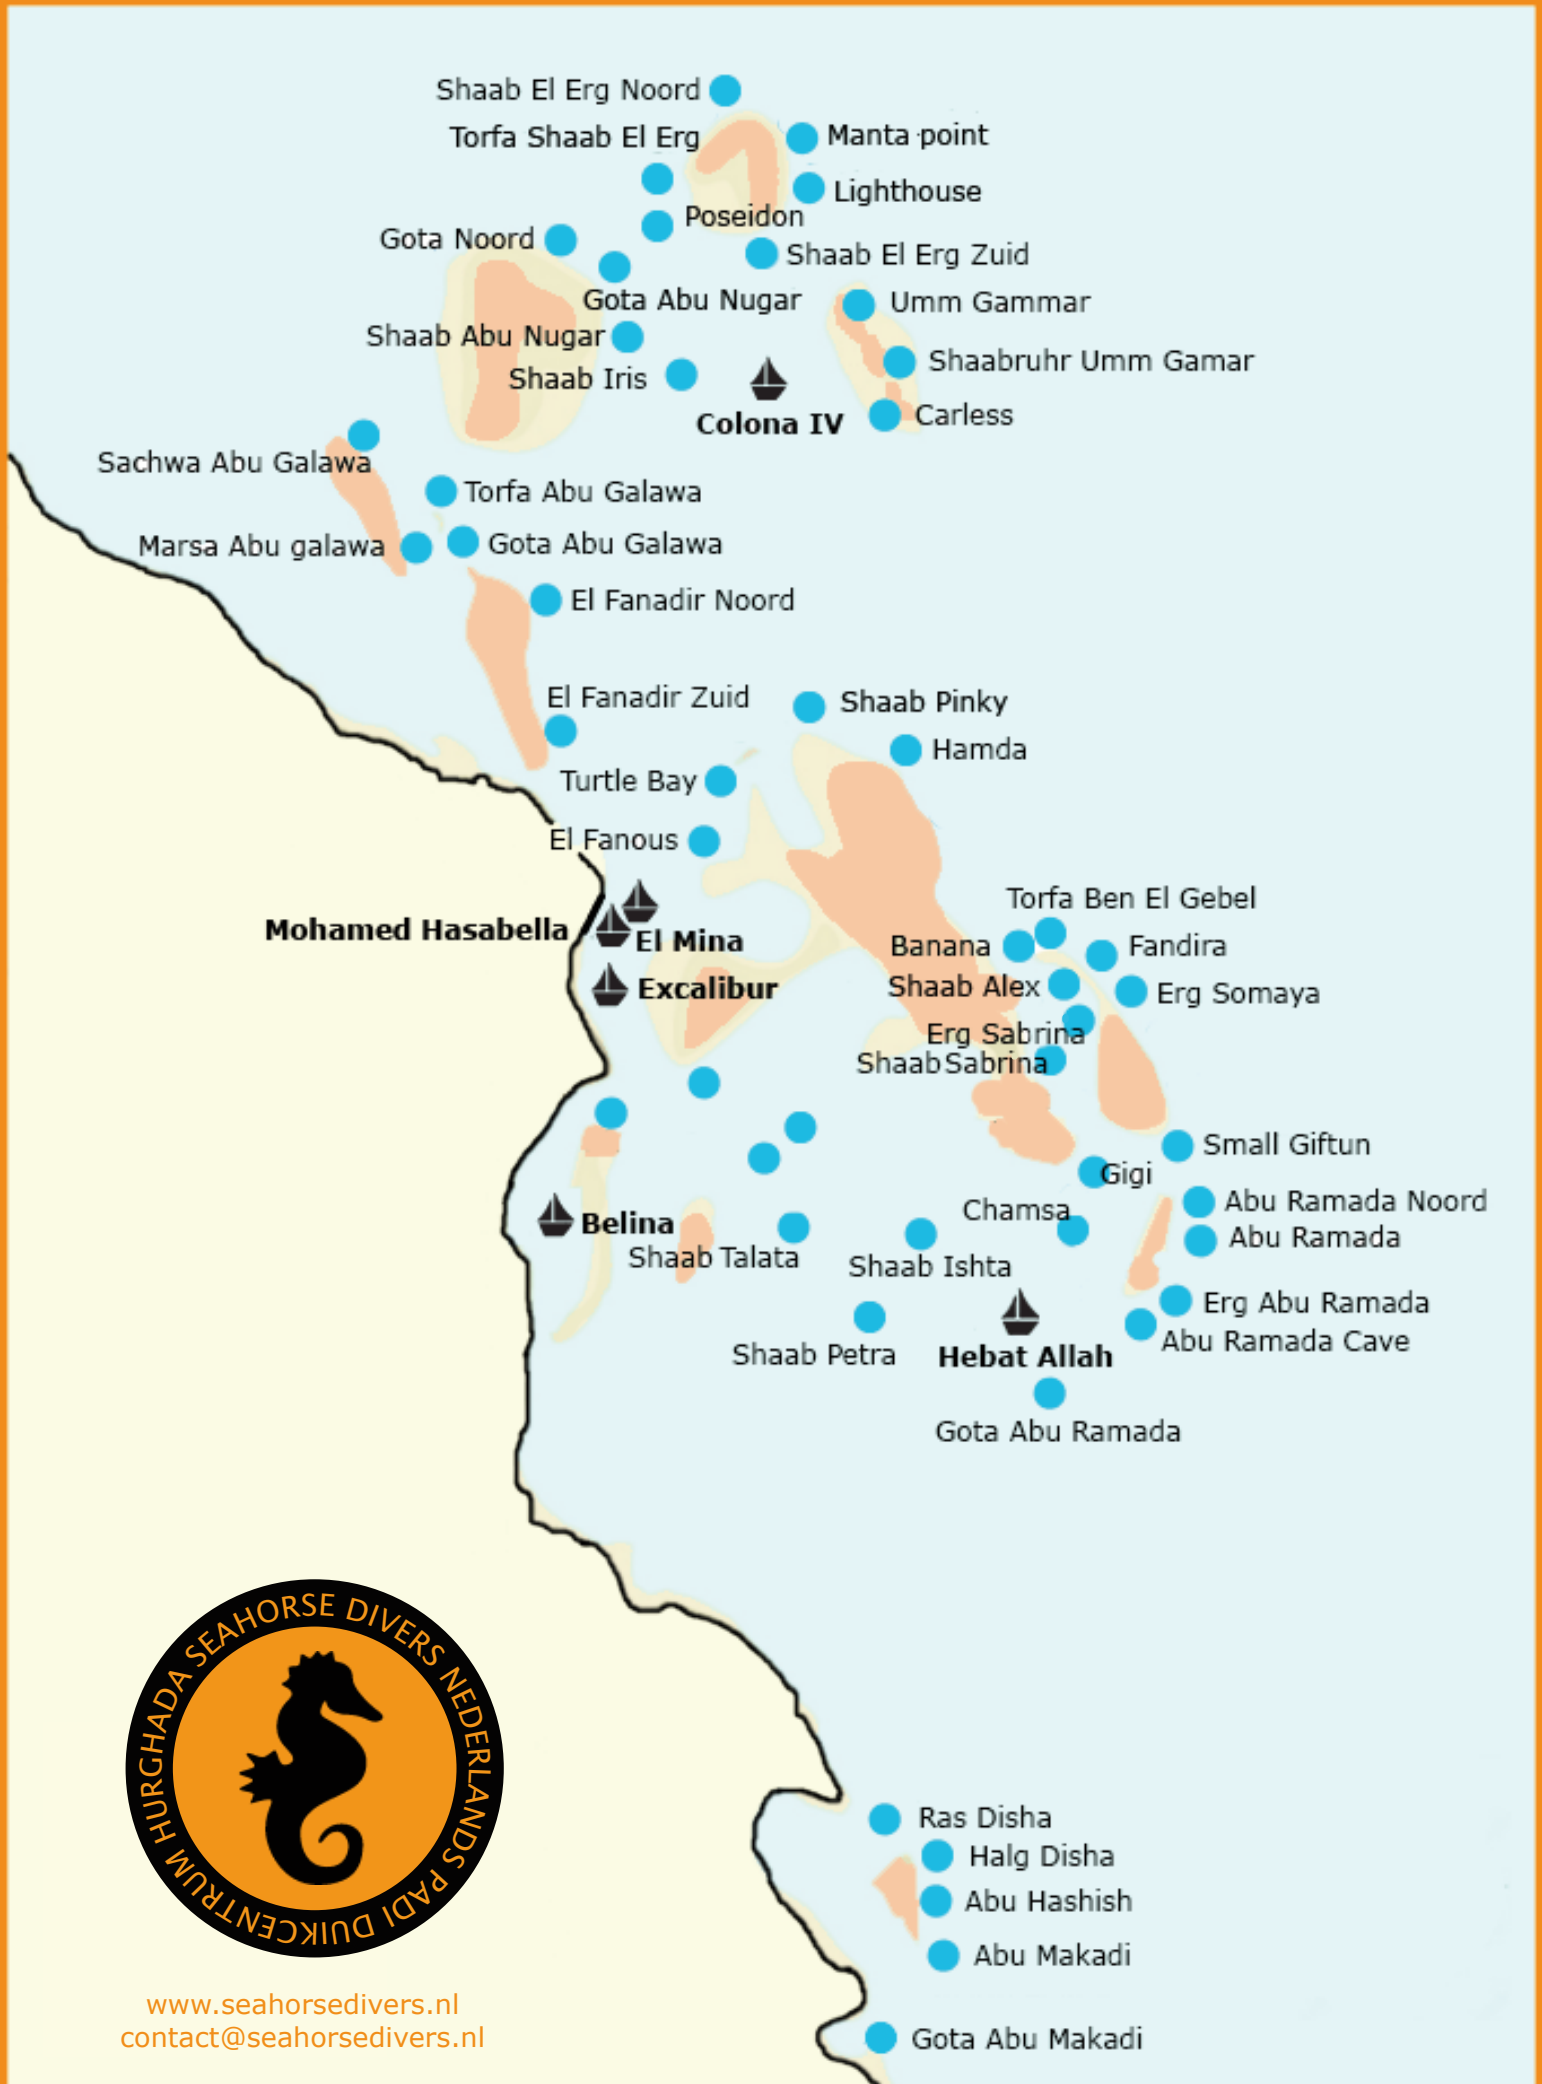 Shaab El Erg Noord
Torfa Shaab El Erg
Manta point
Lighthouse
Poseidon
Gota Noord
Shaab El Erg Zuid
Gota Abu Nugar
Umm Gammar
Shaab Abu Nugar
Shaabruhr Umm Gamar
Shaab Iris
Carless
Colona IV
Sachwa Abu Galawa
Torfa Abu Galawa
Marsa Abu galawa
Gota Abu Galawa
El Fanadir Noord
El Fanadir Zuid
Shaab Pinky
Hamda
Turtle Bay
El Fanous
Torfa Ben El Gebel
Mohamed Hasabella
El Mina
Banana
Fandira
Excalibur
Shaab Alex
Erg Somaya
Erg Sabrina
Shaab Sabrina
Small Giftun
Gigi
Abu Ramada Noord
Chamsa
Belina
Abu Ramada
Shaab Talata
Shaab Ishta
Erg Abu Ramada
Abu Ramada Cave
Shaab Petra
Hebat Allah
Gota Abu Ramada
HURGHADA SEAHORSE DIVERS NEDERLANDS PADI DUIKCENTRUM
Ras Disha
Halg Disha
Abu Hashish
Abu Makadi
www.seahorsedivers.nl
contact@seahorsedivers.nl
Gota Abu Makadi